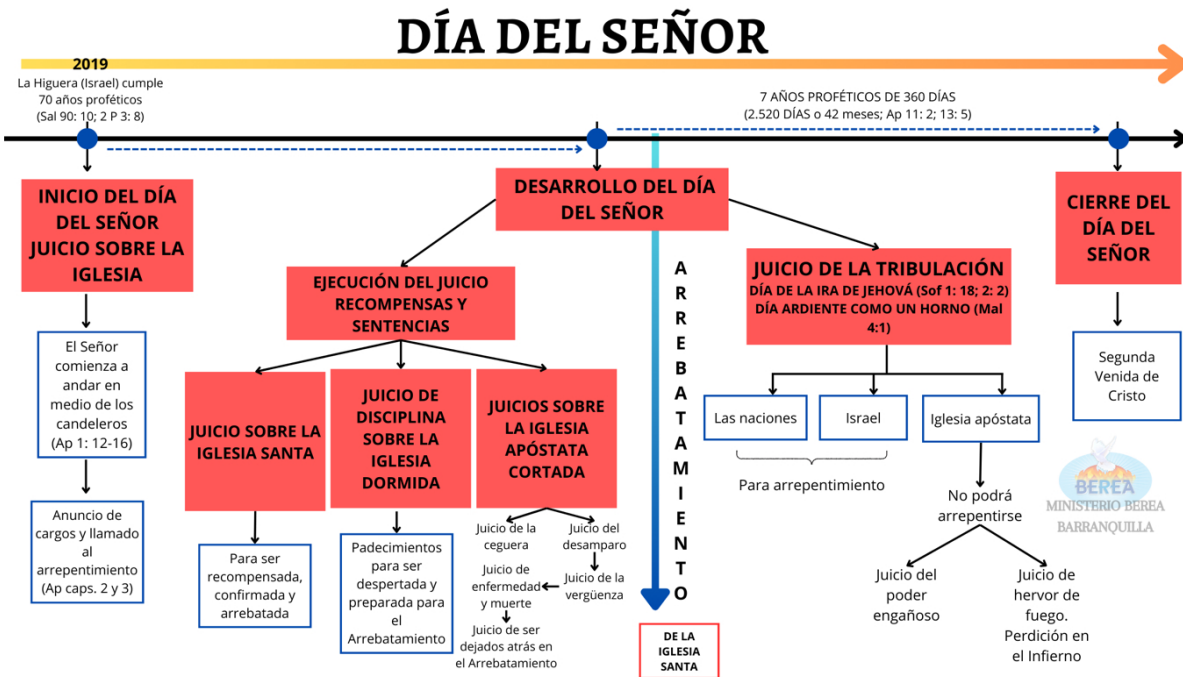 DÍA DEL SEÑOR
2019
La Higuera (Israel) cumple
70 años proféticos
(Sal 90: 10; 2 P 3: 8)
7 AÑOS PROFÉTICOS DE 360 DÍAS
(2.520 DÍAS o 42 meses; Ap 11: 2; 13: 5)
INICIO DEL DÍA
DEL SEÑOR
JUICIO SOBRE LA
IGLESIA
El Señor
comienza a
andar en
medio de los
candeleros
(Ap 1: 12-16)
Anuncio de
cargos y llamado
al
arrepentimiento
(Ap caps. 2 y 3)
DESARROLLO DEL DÍA
DEL SEÑOR
EJECUCIÓN DEL JUICIO
RECOMPENSAS Y
SENTENCIAS
JUICIO SOBRE LA
IGLESIA SANTA
Para ser
recompensada,
confirmada y
arrebatada
JUICIO DE
DISCIPLINA
SOBRE LA
IGLESIA
DORMIDA
Padecimientos
para ser
despertada y
preparada para
el
Arrebatamiento
JUICIOS SOBRE
LA IGLESIA
APÓSTATA
CORTADA
Juicio de la
ceguera
Juicio del
desamparo
Juicio de la
vergüenza
Juicio de
enfermedad
y muerte
Juicio de ser
dejados atrás en
el Arrebatamiento
ARREBATAMIENTO
DE LA
IGLESIA
SANTA
JUICIO DE LA TRIBULACIÓN
DÍA DE LA IRA DE JEHOVÁ (Sof 1: 18; 2: 2)
DÍA ARDIENTE COMO UN HORNO (Mal
4:1)
Las naciones
Israel
Iglesia apóstata
Para arrepentimiento
No podrá
arrepentirse
Juicio del
poder
engañoso
Juicio de
hervor de
fuego.
Perdición en
el Infierno
CIERRE DEL
DÍA DEL
SEÑOR
Segunda
Venida de
Cristo
BEREA
MINISTERIO BEREA
BARRANQUILLA